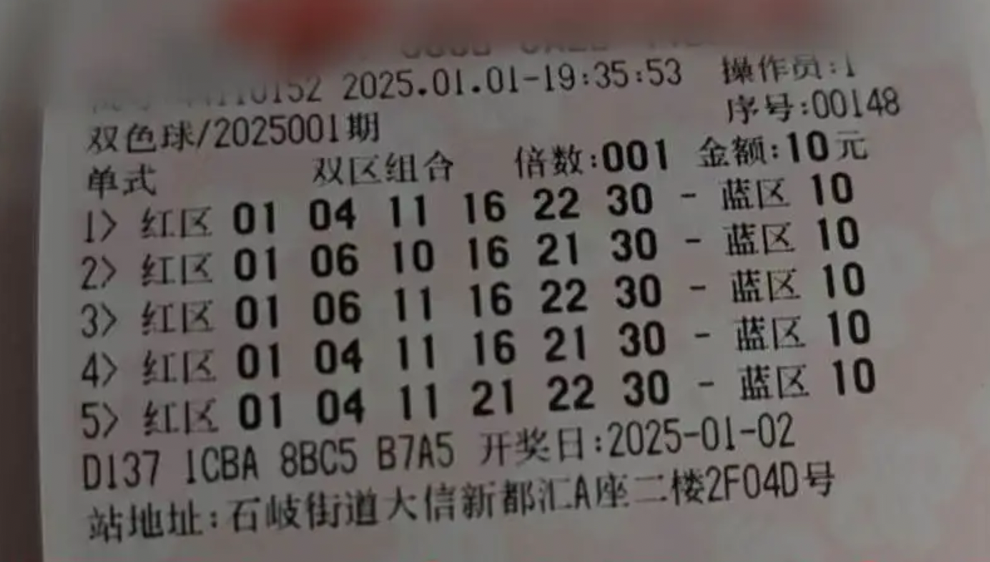 2025.01.01-19:35:53 操作员:1
双色球/2025001期 序号:00148
单式 双区组合 倍数:001 金额:10元
1> 红区 01 04 11 16 22 30 - 蓝区 10
2> 红区 01 06 10 16 21 30 - 蓝区 10
3> 红区 01 06 11 16 22 30 - 蓝区 10
4> 红区 01 04 11 16 21 30 - 蓝区 10
5> 红区 01 04 11 21 22 30 - 蓝区 10
D137 1CBA 8BC5 B7A5 开奖日:2025-01-02
站地址:石岐街道大信新都汇A座二楼2F04D号